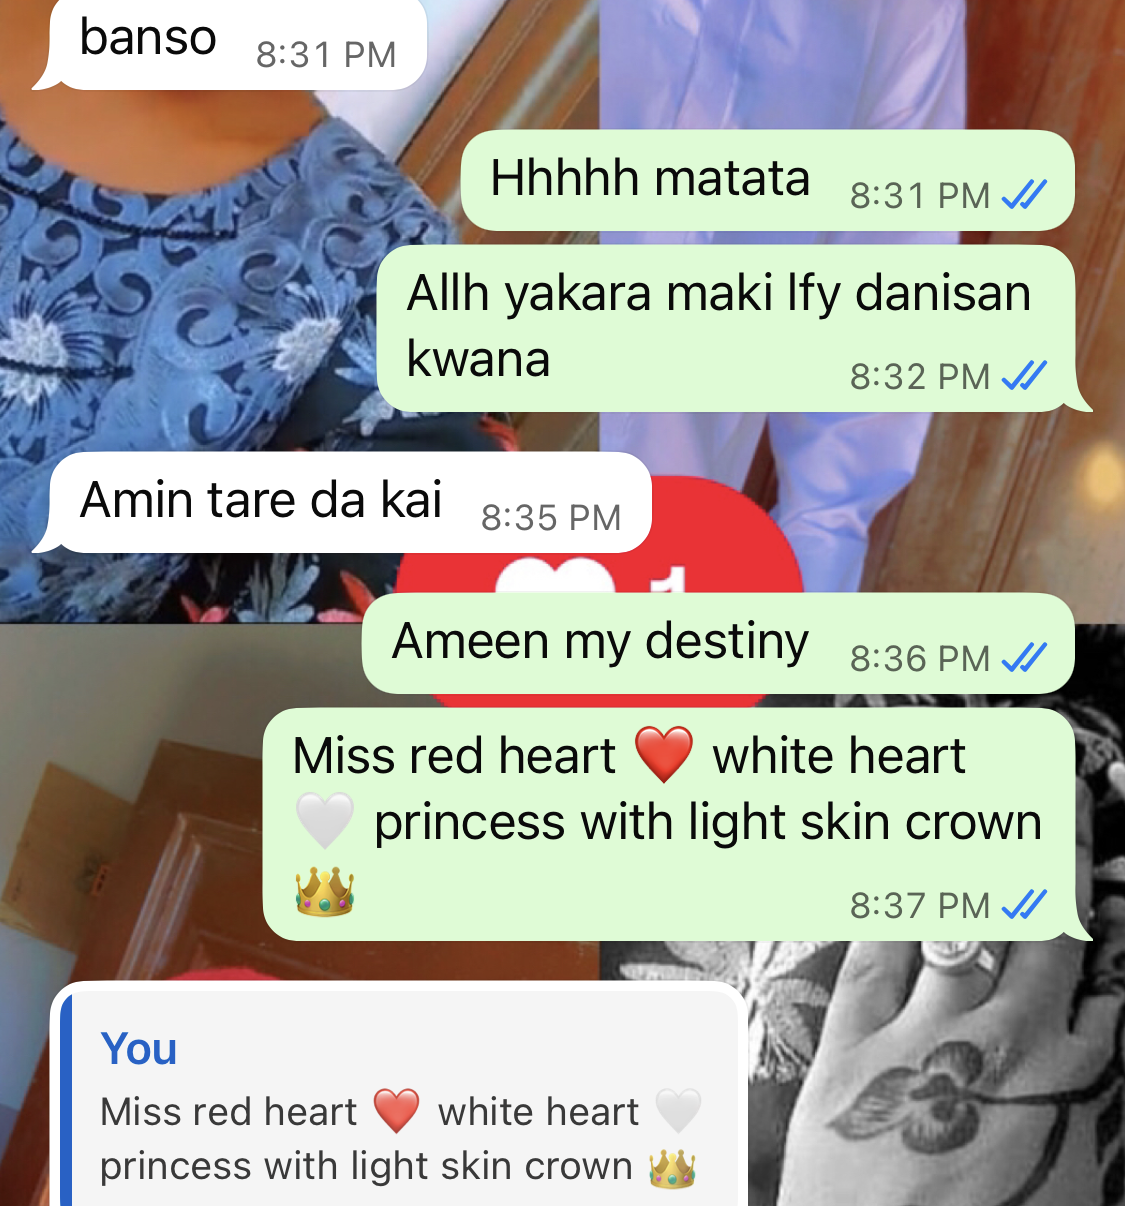 banso 8:31 PM
Hhhhh matata 8:31 PM
Allh yakara maki lfy danisan
kwana 8:32 PM
Amin tare da kai 8:35 PM
1
Ameen my destiny 8:36 PM
Miss red heart ❤️ white heart
🤍 princess with light skin crown
👑 8:37 PM
You
Miss red heart ❤️ white heart 🤍
princess with light skin crown 👑